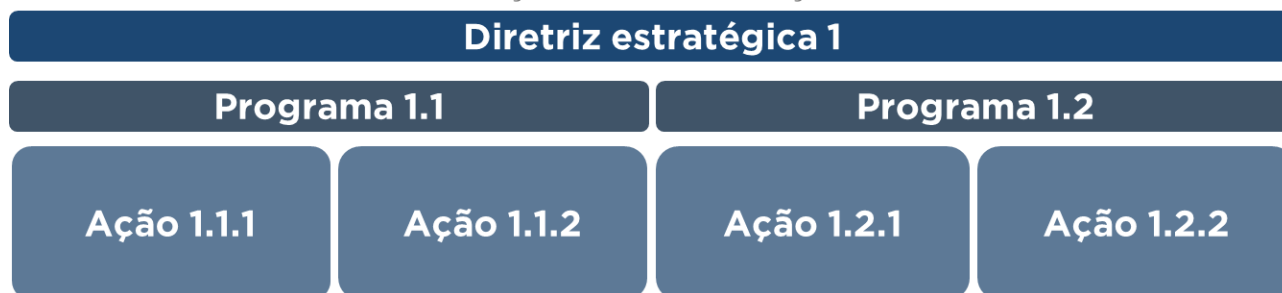 Diretriz estratégica 1
Programa 1.1 Programa 1.2
Ação 1.1.1 Ação 1.1.2 Ação 1.2.1 Ação 1.2.2